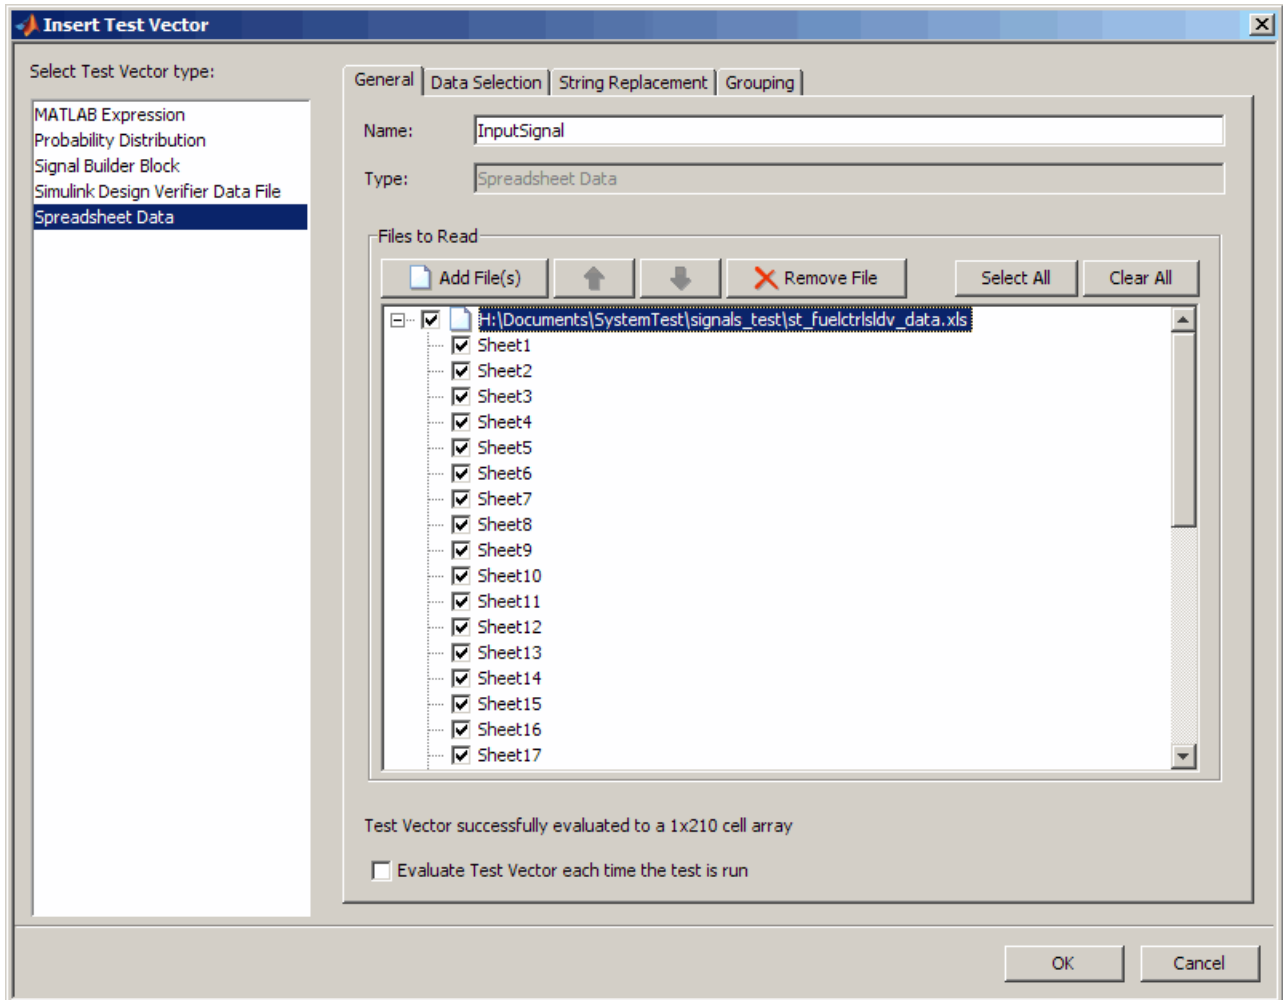 Insert Test Vector
Select Test Vector type:
MATLAB Expression
Probability Distribution
Signal Builder Block
Simulink Design Verifier Data File
Spreadsheet Data
General Data Selection String Replacement Grouping
Name: InputSignal
Type: Spreadsheet Data
Files to Read
Add File(s) Remove File Select All Clear All
H:\Documents\SystemTest\signals_test\st_fuelctrlsldv_data.xls
Sheet1
Sheet2
Sheet3
Sheet4
Sheet5
Sheet6
Sheet7
Sheet8
Sheet9
Sheet10
Sheet11
Sheet12
Sheet13
Sheet14
Sheet15
Sheet16
Sheet17
Test Vector successfully evaluated to a 1x210 cell array
Evaluate Test Vector each time the test is run
OK Cancel